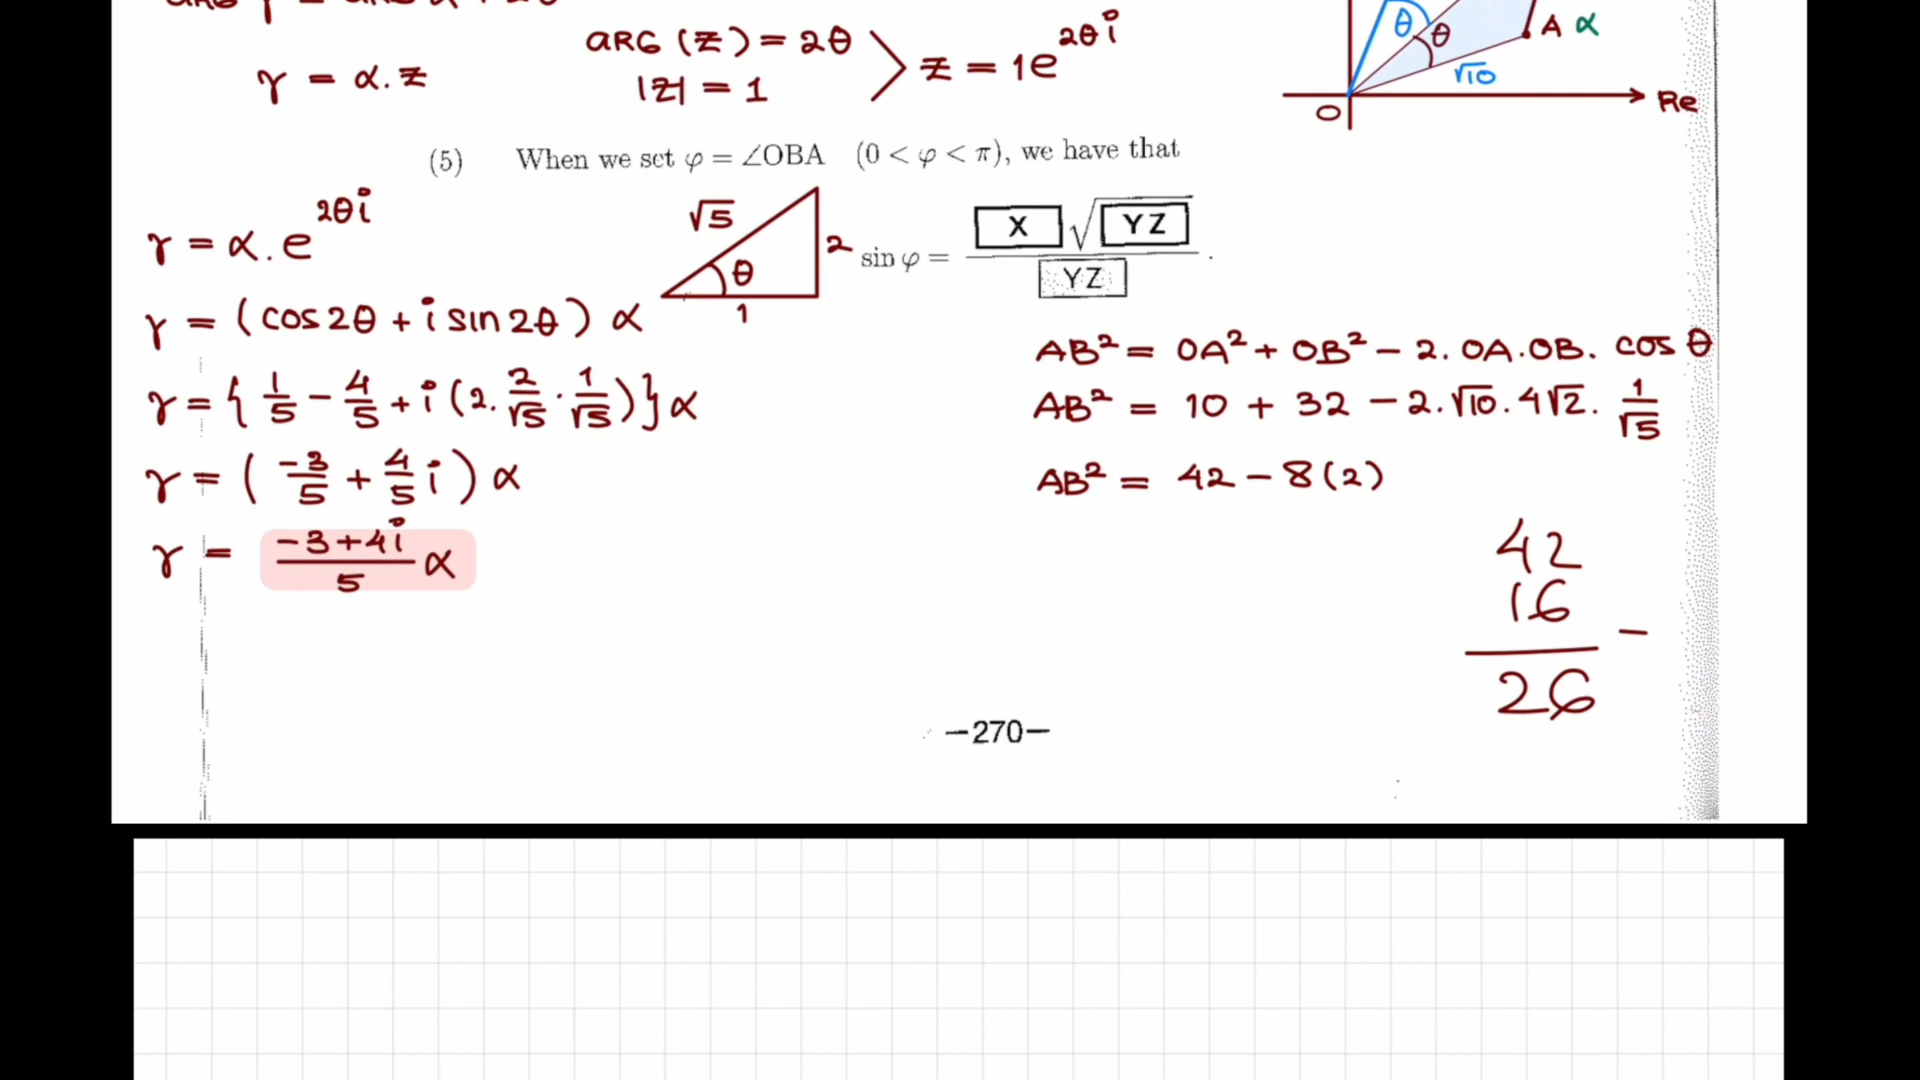 γ = α.z
ARG (z) = 2θ
|z| = 1
z = 1e^{2θi}
θ
θ
A α
√10
O
Re
(5) When we set φ = ∠OBA (0 < φ < π), we have that
sin φ = X √YZ / YZ .
√5
2
θ
1
γ = α. e^{2θi}
γ = (cos 2θ + i sin 2θ) α
γ = { 1/5 − 4/5 + i (2. 2/√5 · 1/√5) } α
γ = ( −3/5 + 4/5 i ) α
γ = −3+4i/5 α
AB² = OA² + OB² − 2. OA.OB. cos θ
AB² = 10 + 32 − 2.√10.4√2. 1/√5
AB² = 42 − 8(2)
42
16
−
26
—270—